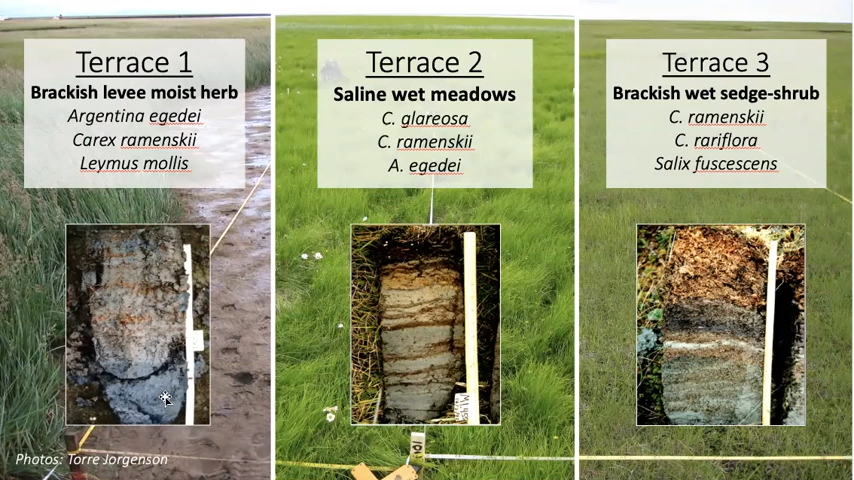 Terrace 1
Brackish levee moist herb
Argentina egedei
Carex ramenskii
Leymus mollis
Terrace 2
Saline wet meadows
C. glareosa
C. ramenskii
A. egedei
Terrace 3
Brackish wet sedge-shrub
C. ramenskii
C. rariflora
Salix fuscescens
Photos: Torre Jorgenson